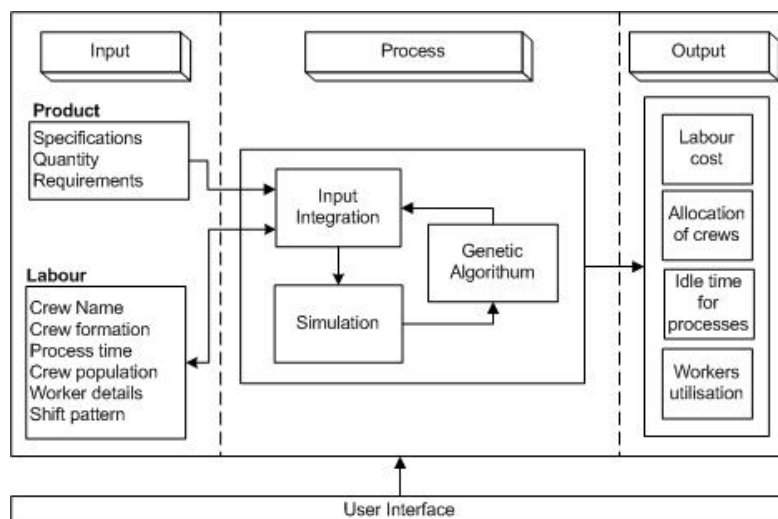 Input
Process
Output
Product
Specifications
Quantity
Requirements
Labour
Crew Name
Crew formation
Process time
Crew population
Worker details
Shift pattern
Input
Integration
Simulation
Genetic
Algorithum
Labour
cost
Allocation
of crews
Idle time
for
processes
Workers
utilisation
User Interface